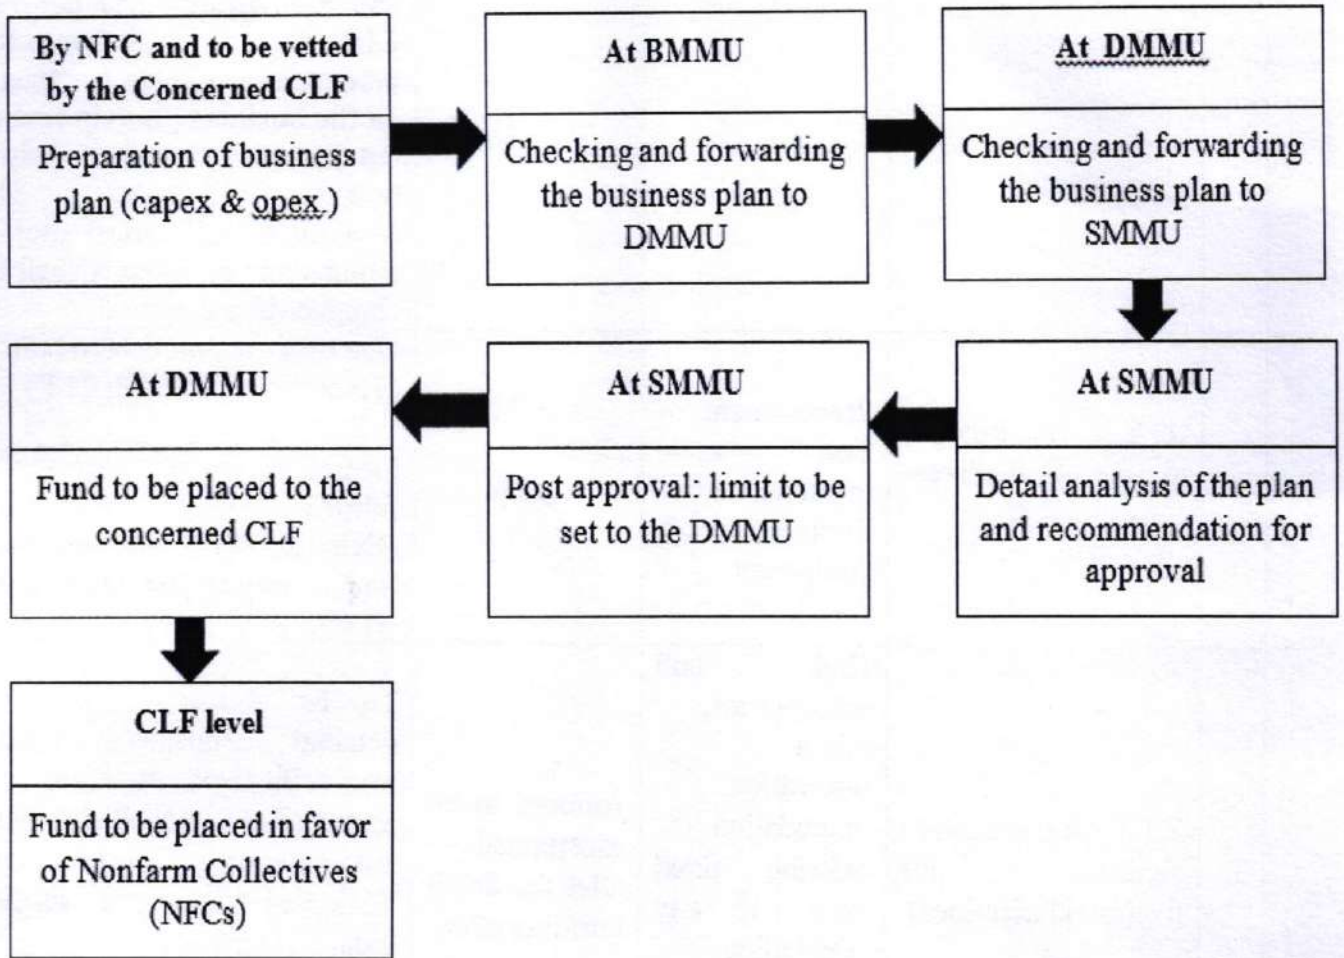 By NFC and to be vetted
by the Concerned CLF
Preparation of business
plan (capex & opex.)
At BMMU
Checking and forwarding
the business plan to
DMMU
At DMMU
Checking and forwarding
the business plan to
SMMU
At SMMU
Detail analysis of the plan
and recommendation for
approval
At SMMU
Post approval: limit to be
set to the DMMU
At DMMU
Fund to be placed to the
concerned CLF
CLF level
Fund to be placed in favor
of Nonfarm Collectives
(NFCs)